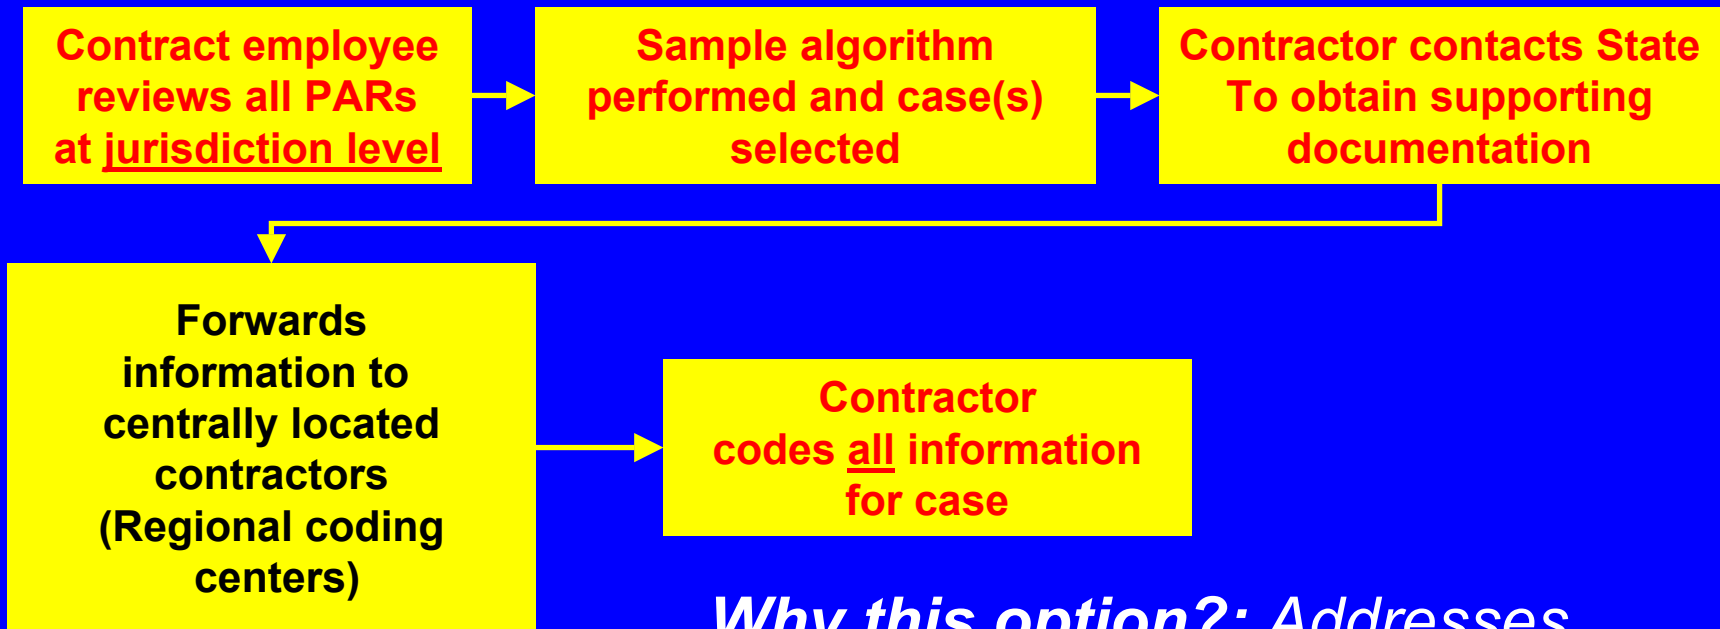 Contract employee
reviews all PARs
at jurisdiction level
Sample algorithm
performed and case(s)
selected
Contractor contacts State
To obtain supporting
documentation
Forwards
information to
centrally located
contractors
(Regional coding
centers)
Contractor
codes all information
for case
Why this option?: Addresses